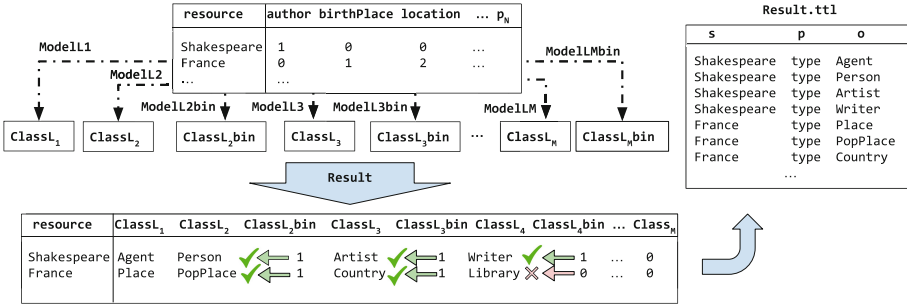 resource author birthPlace location ... pN
Shakespeare 1 0 0 ...
France 0 1 2 ...
...
ModelL1
ModelL2
ModelL2bin
ModelL3
ModelL3bin
ModelLM
ModelLMbin
ClassL1
ClassL2
ClassL2bin
ClassL3
ClassL3bin
...
ClassLM
ClassLMbin
Result
resource ClassL1 ClassL2 ClassL2bin ClassL3 ClassL3bin ClassL4 ClassL4bin ... ClassM
Shakespeare Agent Person 1 Artist 1 Writer 1 ... 0
France Place PopPlace 1 Country 1 Library 0 ... 0
Result.ttl
s p o
Shakespeare type Agent
Shakespeare type Person
Shakespeare type Artist
Shakespeare type Writer
France type Place
France type PopPlace
France type Country
...